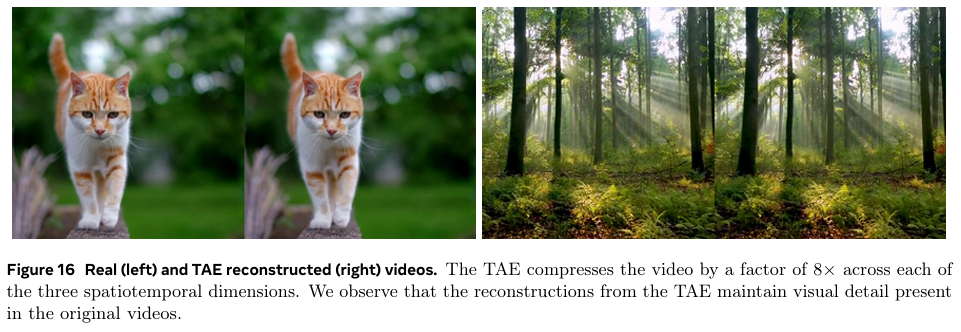 Figure 16 Real (left) and TAE reconstructed (right) videos. The TAE compresses the video by a factor of 8× across each of
the three spatiotemporal dimensions. We observe that the reconstructions from the TAE maintain visual detail present
in the original videos.